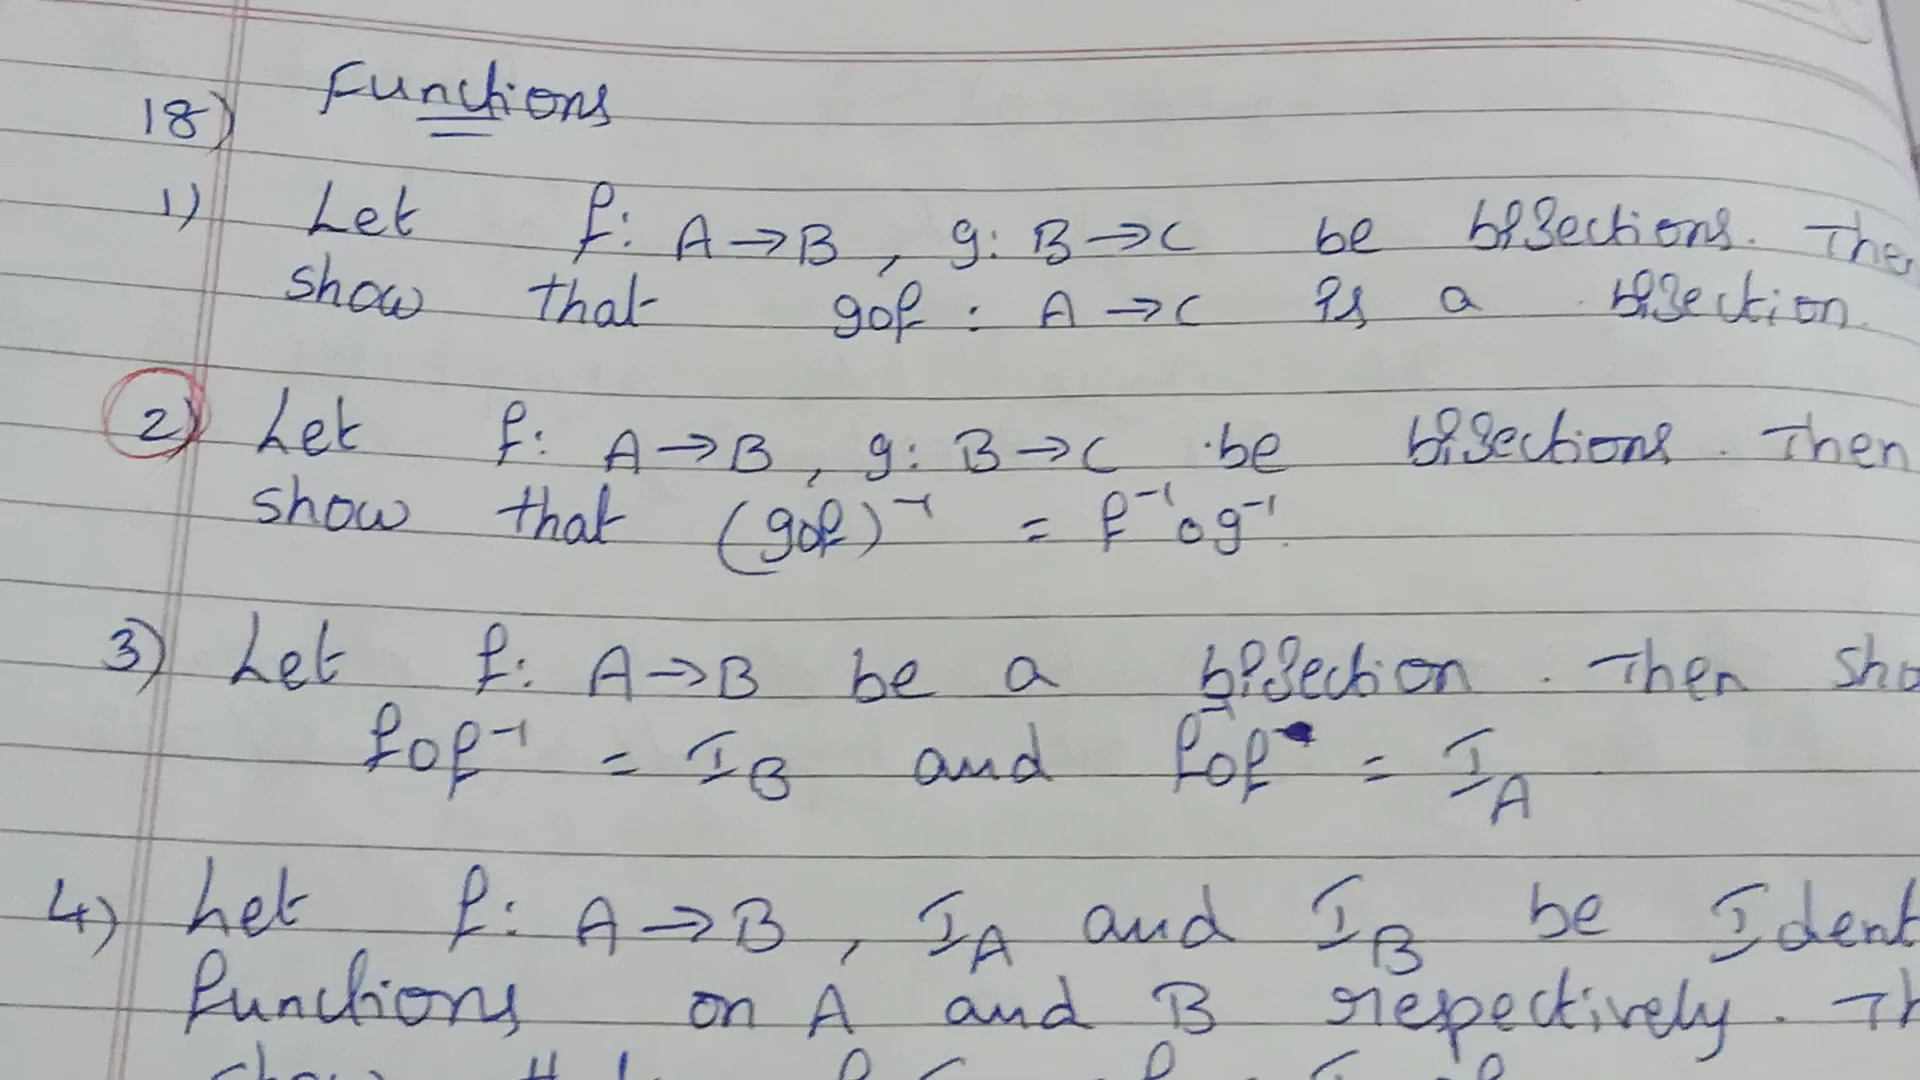 18) Functions
1) Let f: A→B, g: B→C be bijections. The
show that gof : A→C is a bijection.
2) Let f: A→B, g: B→C be bijections. Then
show that (gof)⁻¹ = f⁻¹og⁻¹.
3) Let f: A→B be a bijection. Then sho
fof⁻¹ = I_B and fof = I_A
4) Let f: A→B, I_A and I_B be Ident
functions on A and B respectively. Th